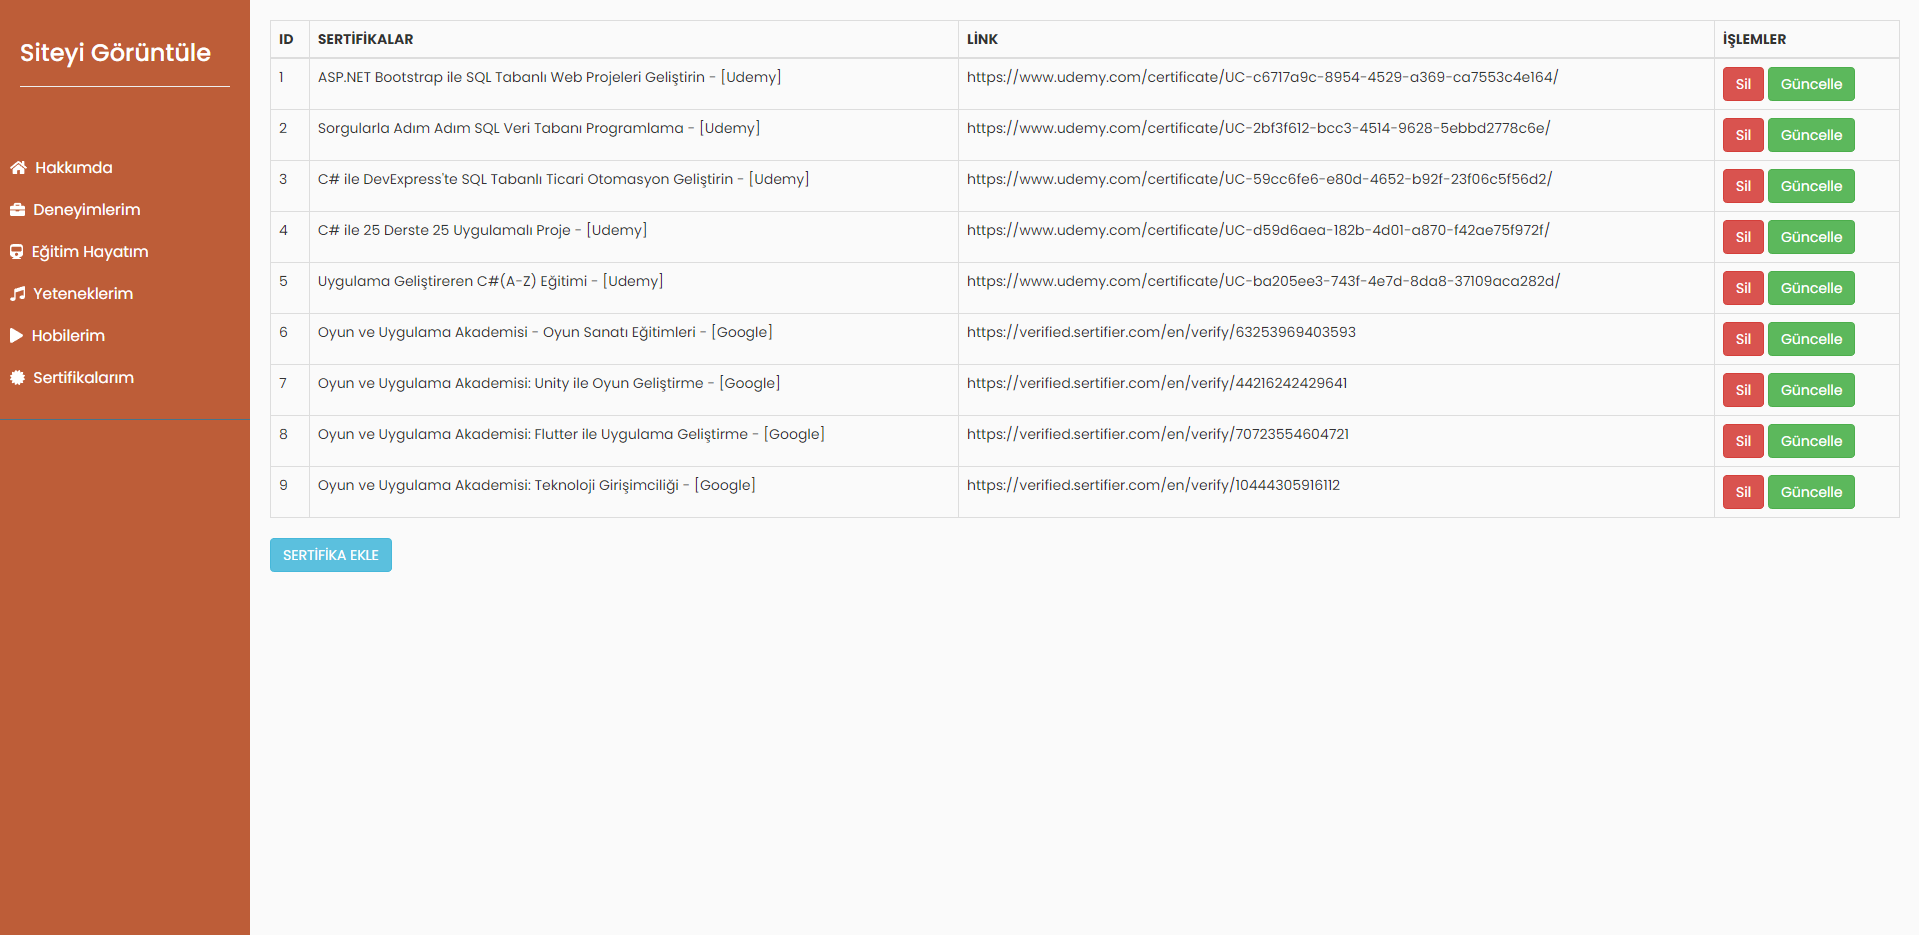 Siteyi Görüntüle
Hakkımda
Deneyimlerim
Eğitim Hayatım
Yeteneklerim
Hobilerim
Sertifikalarım
ID SERTİFİKALAR LİNK İŞLEMLER
1 ASP.NET Bootstrap ile SQL Tabanlı Web Projeleri Geliştirin - [Udemy] https://www.udemy.com/certificate/UC-c6717a9c-8954-4529-a369-ca7553c4e164/ Sil Güncelle
2 Sorgularla Adım Adım SQL Veri Tabanı Programlama - [Udemy] https://www.udemy.com/certificate/UC-2bf3f612-bcc3-4514-9628-5ebbd2778c6e/ Sil Güncelle
3 C# ile DevExpress'te SQL Tabanlı Ticari Otomasyon Geliştirin - [Udemy] https://www.udemy.com/certificate/UC-59cc6fe6-e80d-4652-b92f-23f06c5f56d2/ Sil Güncelle
4 C# ile 25 Derste 25 Uygulamalı Proje - [Udemy] https://www.udemy.com/certificate/UC-d59d6aea-182b-4d01-a870-f42ae75f972f/ Sil Güncelle
5 Uygulama Geliştireren C#(A-Z) Eğitimi - [Udemy] https://www.udemy.com/certificate/UC-ba205ee3-743f-4e7d-8da8-37109aca282d/ Sil Güncelle
6 Oyun ve Uygulama Akademisi - Oyun Sanatı Eğitimleri - [Google] https://verified.sertifier.com/en/verify/63253969403593 Sil Güncelle
7 Oyun ve Uygulama Akademisi: Unity ile Oyun Geliştirme - [Google] https://verified.sertifier.com/en/verify/44216242429641 Sil Güncelle
8 Oyun ve Uygulama Akademisi: Flutter ile Uygulama Geliştirme - [Google] https://verified.sertifier.com/en/verify/70723554604721 Sil Güncelle
9 Oyun ve Uygulama Akademisi: Teknoloji Girişimciliği - [Google] https://verified.sertifier.com/en/verify/10444305916112 Sil Güncelle
SERTİFİKA EKLE